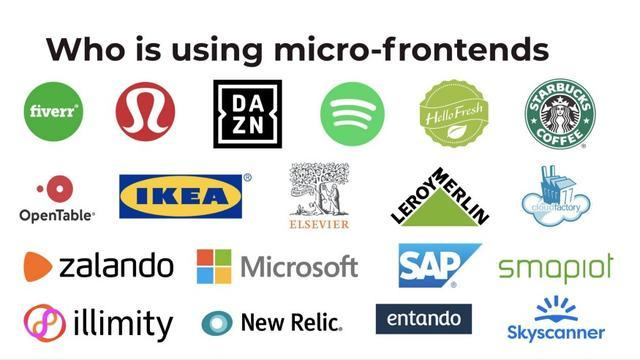 Who is using micro-frontends
fiverr®
DA
ZN
HelloFresh
STARBUCKS
COFFEE
®
OpenTable®
IKEA®
ELSEVIER
LEROY MERLIN
cloudfactory
zalando
Microsoft
SAP®
smapiot
illimity
New Relic®
entando
Skyscanner